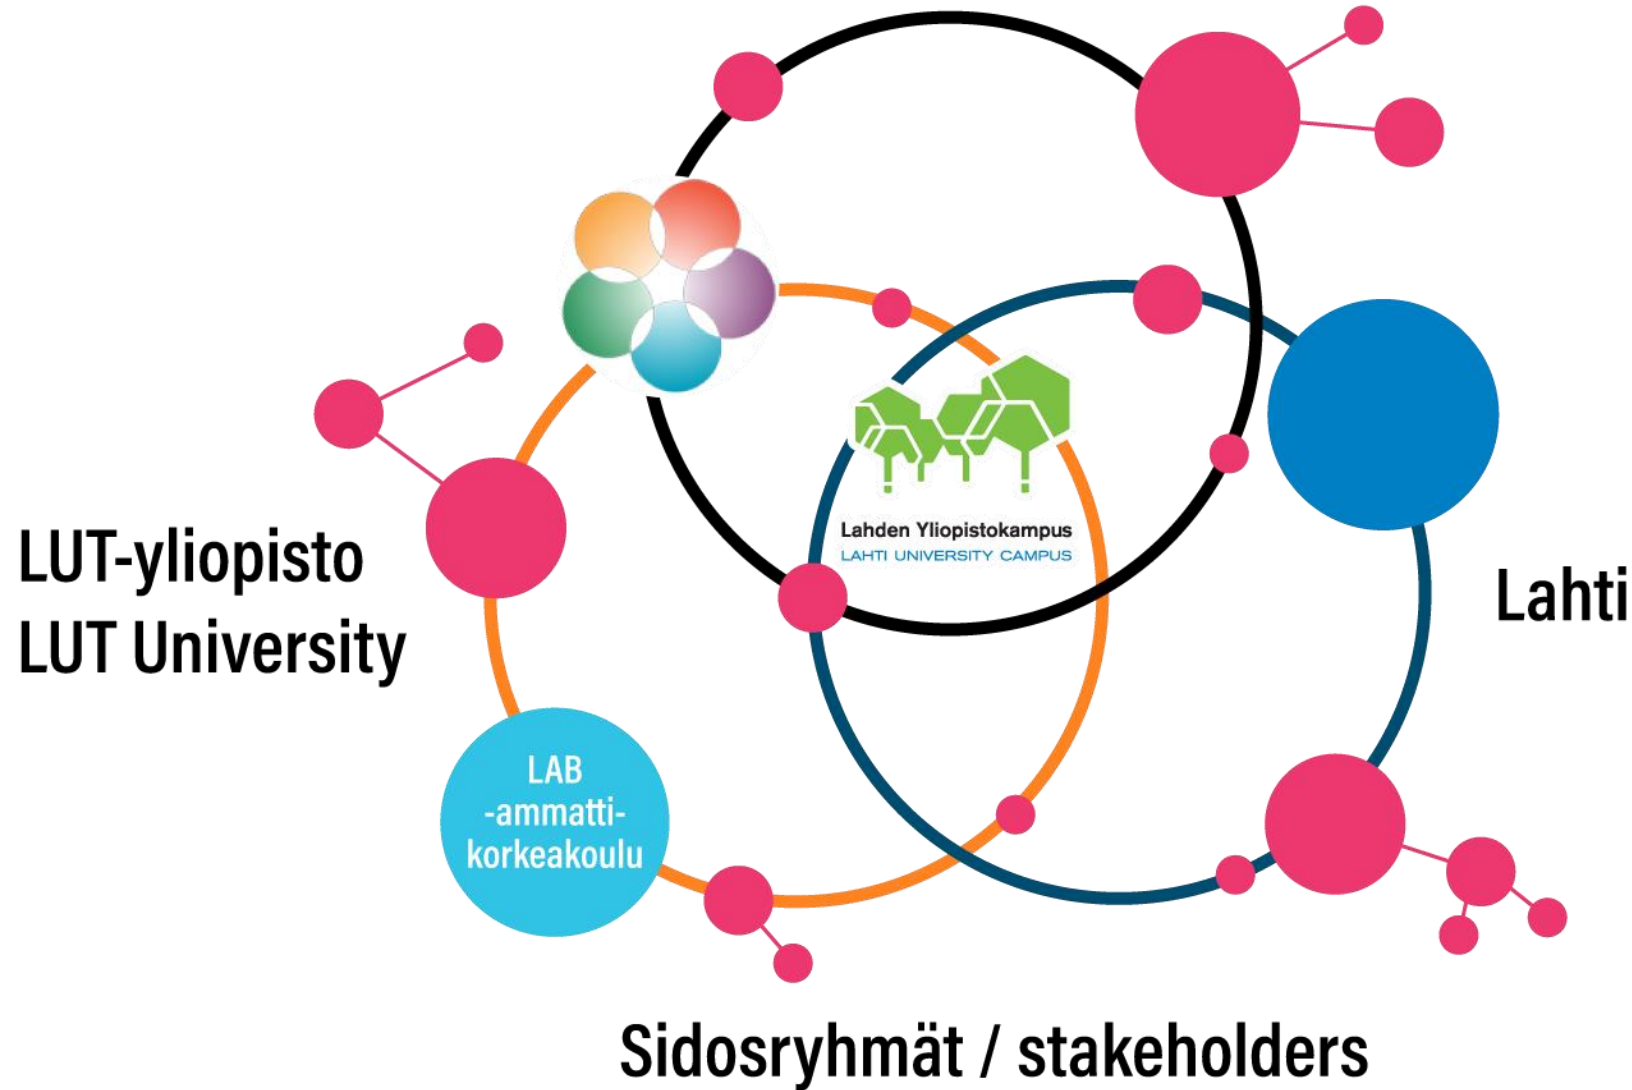 Lahden Yliopistokampus
LAHTI UNIVERSITY CAMPUS
LUT-yliopisto
LUT University
Lahti
LAB
-ammatti-
korkeakoulu
Sidosryhmät / stakeholders